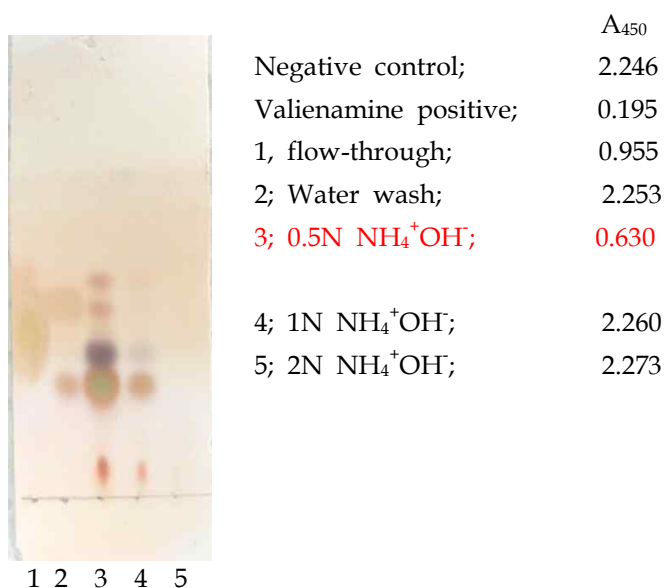 A₄₅₀
Negative control; 2.246
Valienamine positive; 0.195
1, flow-through; 0.955
2; Water wash; 2.253
3; 0.5N NH₄⁺OH⁻; 0.630
4; 1N NH₄⁺OH⁻; 2.260
5; 2N NH₄⁺OH⁻; 2.273
1 2 3 4 5